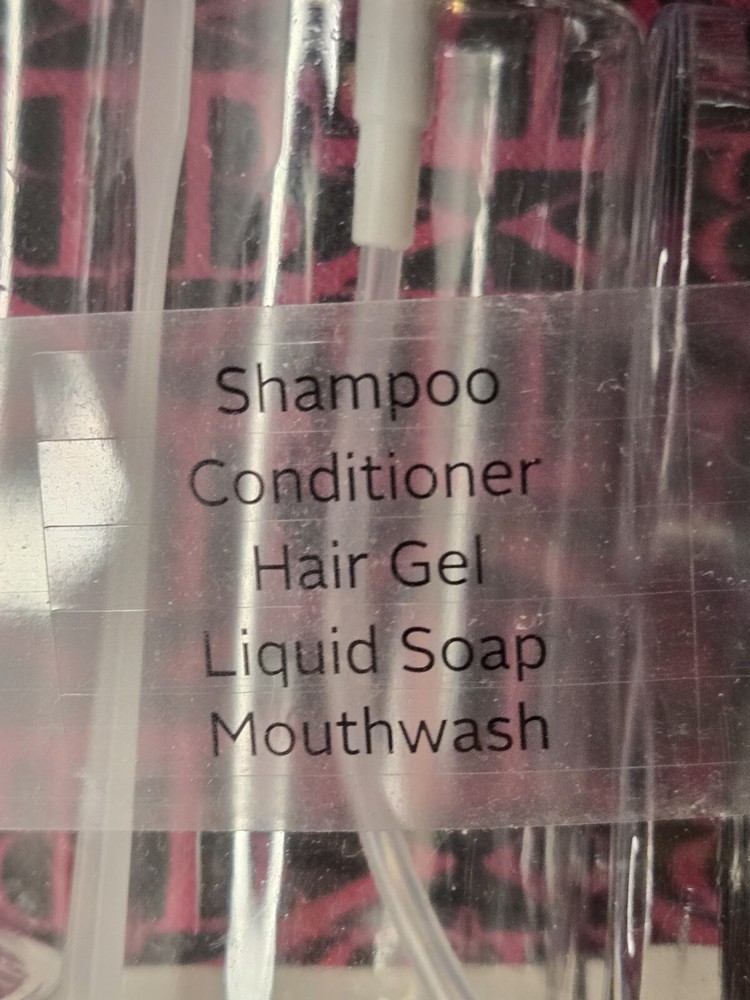 Shampoo
Conditioner
Hair Gel
Liquid Soap
Mouthwash